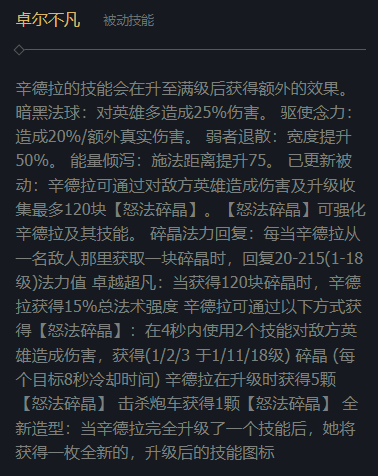 卓尔不凡 被动技能
辛德拉的技能会在升至满级后获得额外的效果。
暗黑法球：对英雄多造成25%伤害。 驱使念力：
造成20%/额外真实伤害。 弱者退散：宽度提升
50%。 能量倾泻：施法距离提升75。 已更新被
动：辛德拉可通过对敌方英雄造成伤害及升级收
集最多120块【怒法碎晶】。【怒法碎晶】可强化
辛德拉及其技能。 碎晶法力回复：每当辛德拉从
一名敌人那里获取一块碎晶时，回复20-215(1-18
级)法力值 卓越超凡：当获得120块碎晶时，辛德
拉获得15%总法术强度 辛德拉可通过以下方式获
得【怒法碎晶】：在4秒内使用2个技能对敌方英
雄造成伤害，获得(1/2/3 于1/11/18级) 碎晶 (每
个目标8秒冷却时间) 辛德拉在升级时获得5颗
【怒法碎晶】 击杀炮车获得1颗【怒法碎晶】 全
新造型：当辛德拉完全升级了一个技能后，她将
获得一枚全新的，升级后的技能图标